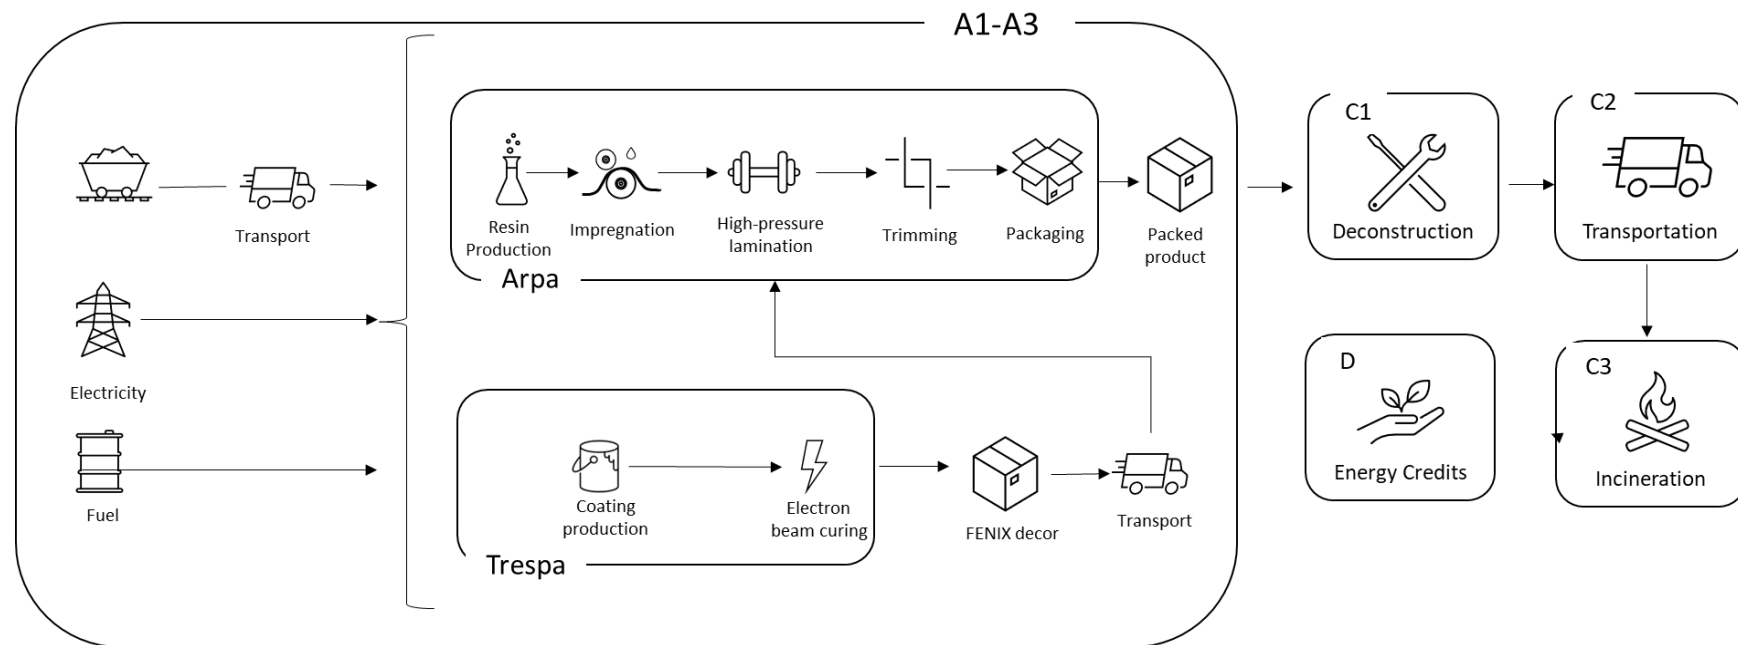 A1-A3
Transport
Electricity
Fuel
Resin
Production
Impregnation
High-pressure
lamination
Trimming
Packaging
Arpa
Packed
product
Coating
production
Electron
beam curing
Trespa
FENIX decor
Transport
C1
Deconstruction
C2
Transportation
D
Energy Credits
C3
Incineration